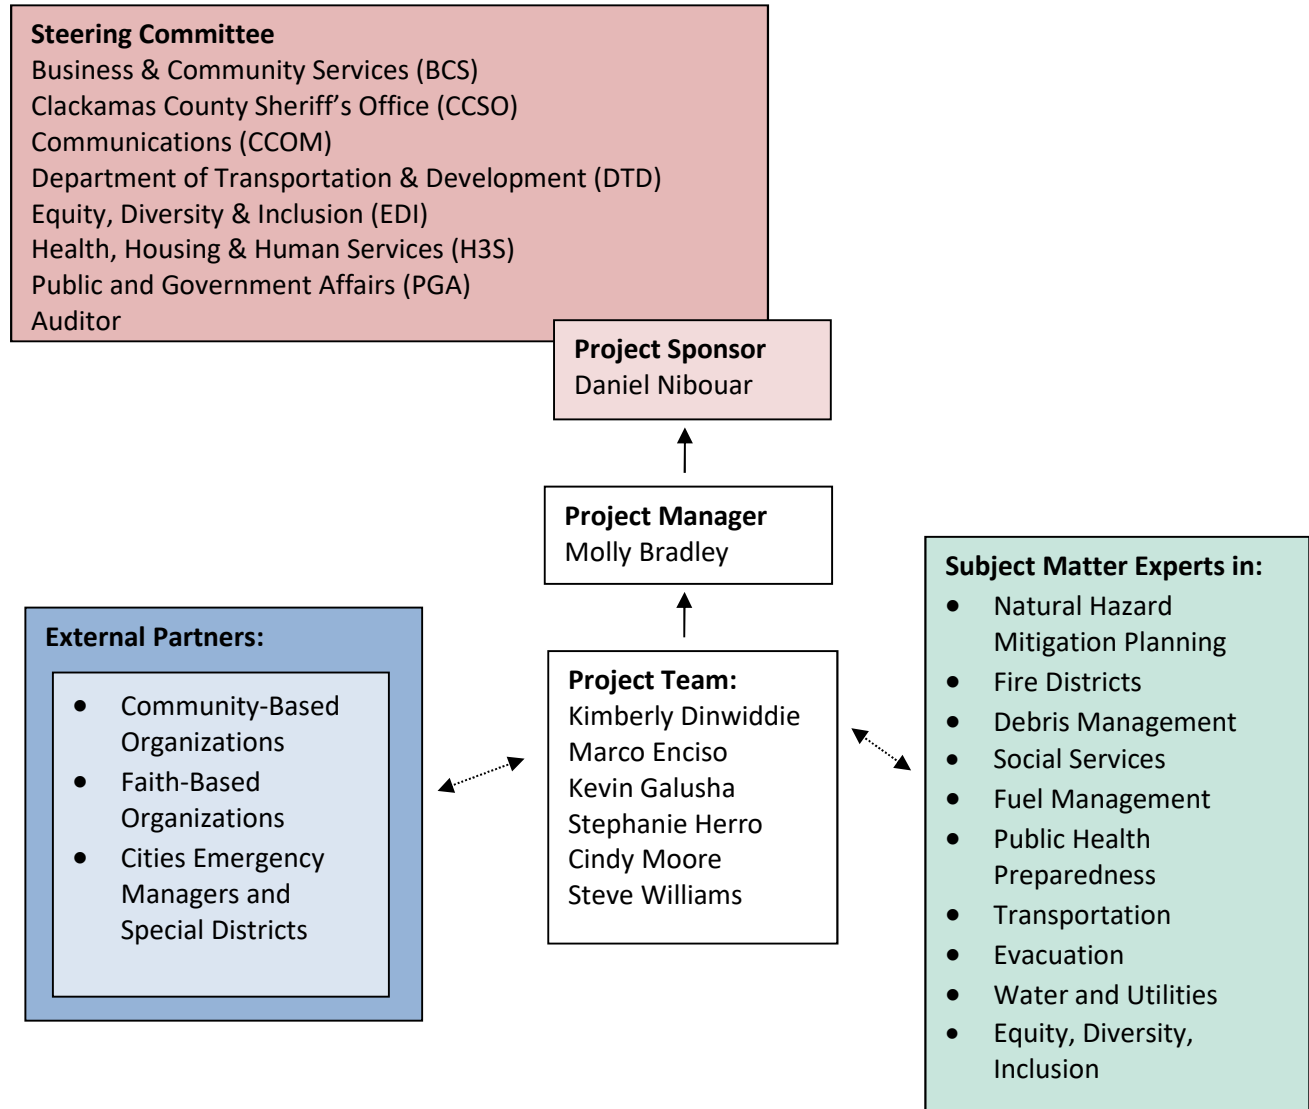 Steering Committee
Business & Community Services (BCS)
Clackamas County Sheriff’s Office (CCSO)
Communications (CCOM)
Department of Transportation & Development (DTD)
Equity, Diversity & Inclusion (EDI)
Health, Housing & Human Services (H3S)
Public and Government Affairs (PGA)
Auditor
Project Sponsor
Daniel Nibouar
Project Manager
Molly Bradley
External Partners:
• Community-Based
Organizations
• Faith-Based
Organizations
• Cities Emergency
Managers and
Special Districts
Project Team:
Kimberly Dinwiddie
Marco Enciso
Kevin Galusha
Stephanie Herro
Cindy Moore
Steve Williams
Subject Matter Experts in:
• Natural Hazard
Mitigation Planning
• Fire Districts
• Debris Management
• Social Services
• Fuel Management
• Public Health
Preparedness
• Transportation
• Evacuation
• Water and Utilities
• Equity, Diversity,
Inclusion